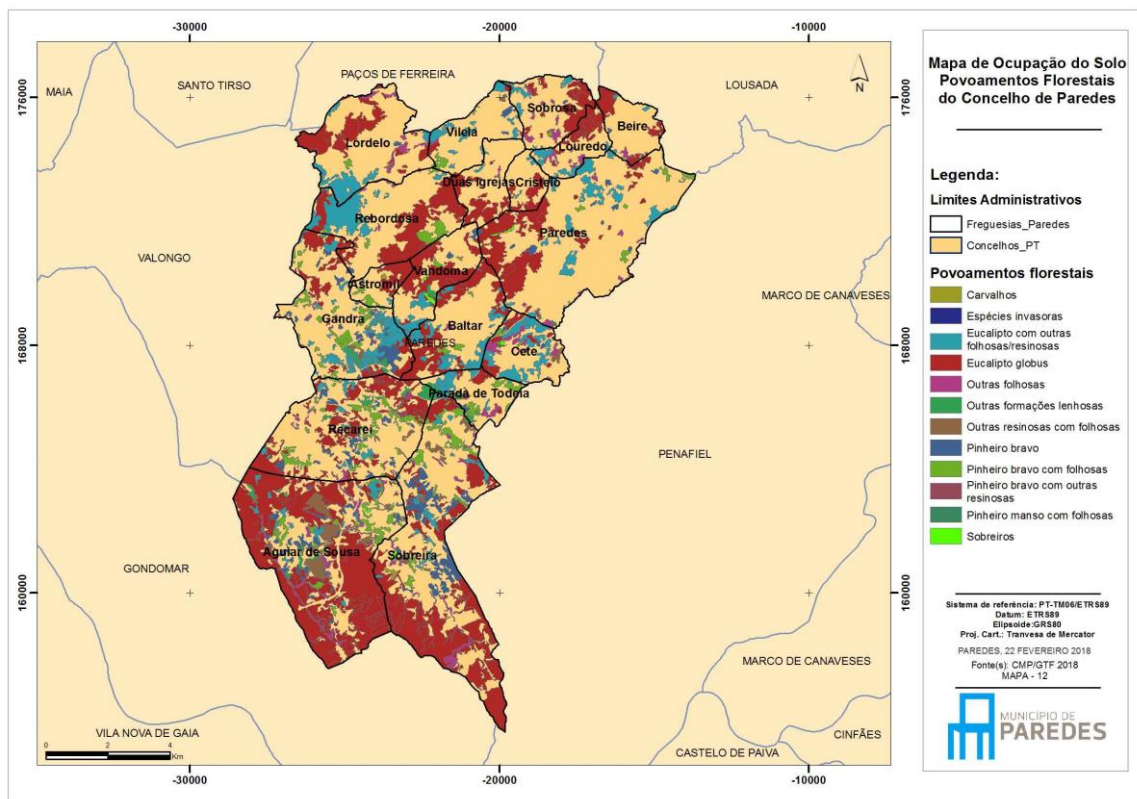 -30000
-20000
-10000
MAIA
SANTO TIRSO
PAÇOS DE FERREIRA
LOUSADA
N
176000
176000
Sobrosa
Beire
Vilela
Lordelo
Louredo
Duas Igrejas
Cristelo
Rebordosa
Paredes
VALONGO
Vandoma
Astromil
MARCO DE CANAVESES
Gandra
Baltar
168000
168000
PAREDES
Cete
Parada de Todeia
Recarei
PENAFIEL
Aguiar de Sousa
Sobreira
GONDOMAR
160000
160000
MARCO DE CANAVESES
VILA NOVA DE GAIA
CINFÃES
CASTELO DE PAIVA
0 2 4
Km
-30000
-20000
-10000
Mapa de Ocupação do Solo
Povoamentos Florestais
do Concelho de Paredes
Legenda:
Limites Administrativos
Freguesias_Paredes
Concelhos_PT
Povoamentos florestais
Carvalhos
Espécies invasoras
Eucalipto com outras
folhosas/resinosas
Eucalipto globus
Outras folhosas
Outras formações lenhosas
Outras resinosas com folhosas
Pinheiro bravo
Pinheiro bravo com folhosas
Pinheiro bravo com outras
resinosas
Pinheiro manso com folhosas
Sobreiros
Sistema de referência: PT-TM06/ETRS89
Datum: ETRS89
Elipsoide:GRS80
Proj. Cart.: Tranvesa de Mercator
PAREDES, 22 FEVEREIRO 2018
Fonte(s): CMP/GTF 2018
MAPA - 12
MUNICÍPIO DE
PAREDES